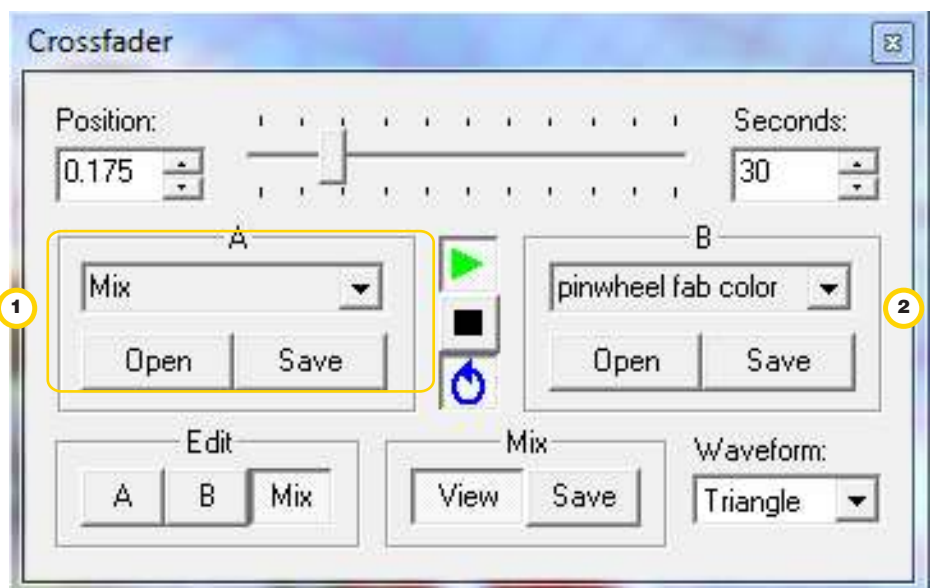 Crossfader
Position: Seconds:
0.175 30
A B
Mix pinwheel fab color
1 2
Open Save Open Save
Edit Mix Waveform:
A B Mix View Save Triangle